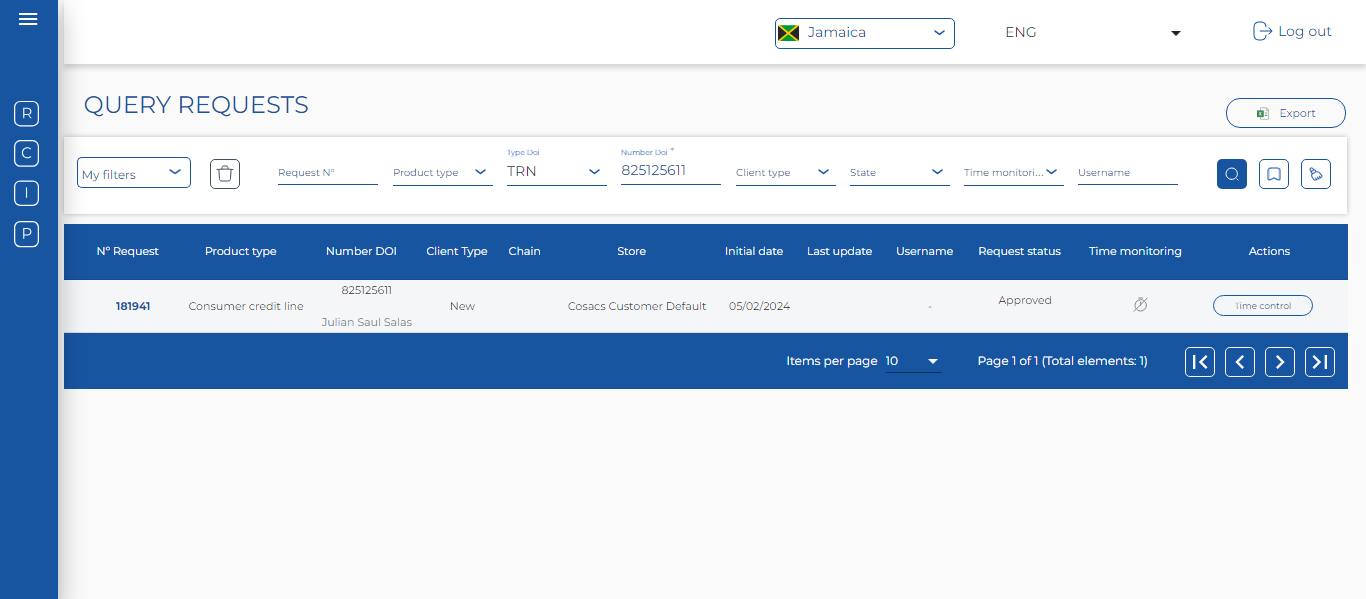 Jamaica
ENG
Log out
R
C
I
P
QUERY REQUESTS
Export
My filters
Request Nº
Product type
Type Doi
TRN
Number Doi *
825125611
Client type
State
Time monitori...
Username
Nº Request Product type Number DOI Client Type Chain Store Initial date Last update Username Request status Time monitoring Actions
181941 Consumer credit line 825125611 New Cosacs Customer Default 05/02/2024 - Approved Time control
Julian Saul Salas
Items per page 10 Page 1 of 1 (Total elements: 1)